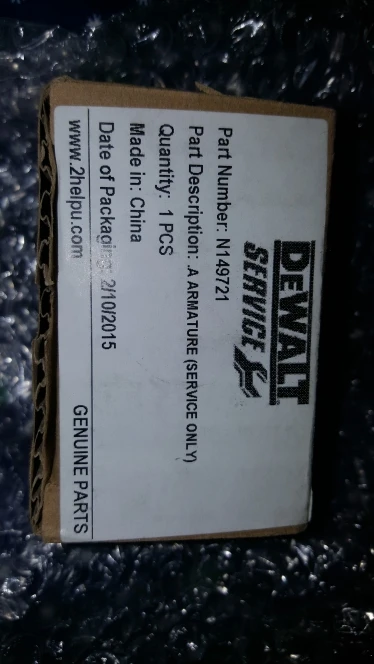 DEWALT
SERVICE
Part Number: N149721
Part Description: .A ARMATURE (SERVICE ONLY)
Quantity: 1 PCS
Made in: China
Date of Packaging: 2/10/2015
www.2helpu.com GENUINE PARTS